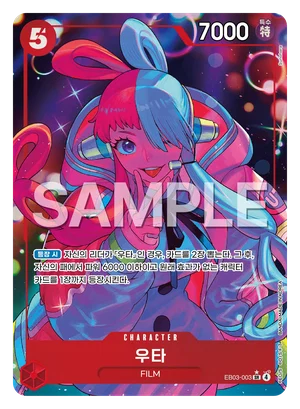 5
7000
특수
特
SAMPLE
등장 시 자신의 리더가 「우타」인 경우, 카드를 2장 뽑는다. 그 후,
자신의 패에서 파워 6000 이하이고 원래 효과가 없는 캐릭터
카드를 1장까지 등장시킨다.
CHARACTER
우타
FILM
EB03-003 SR
4